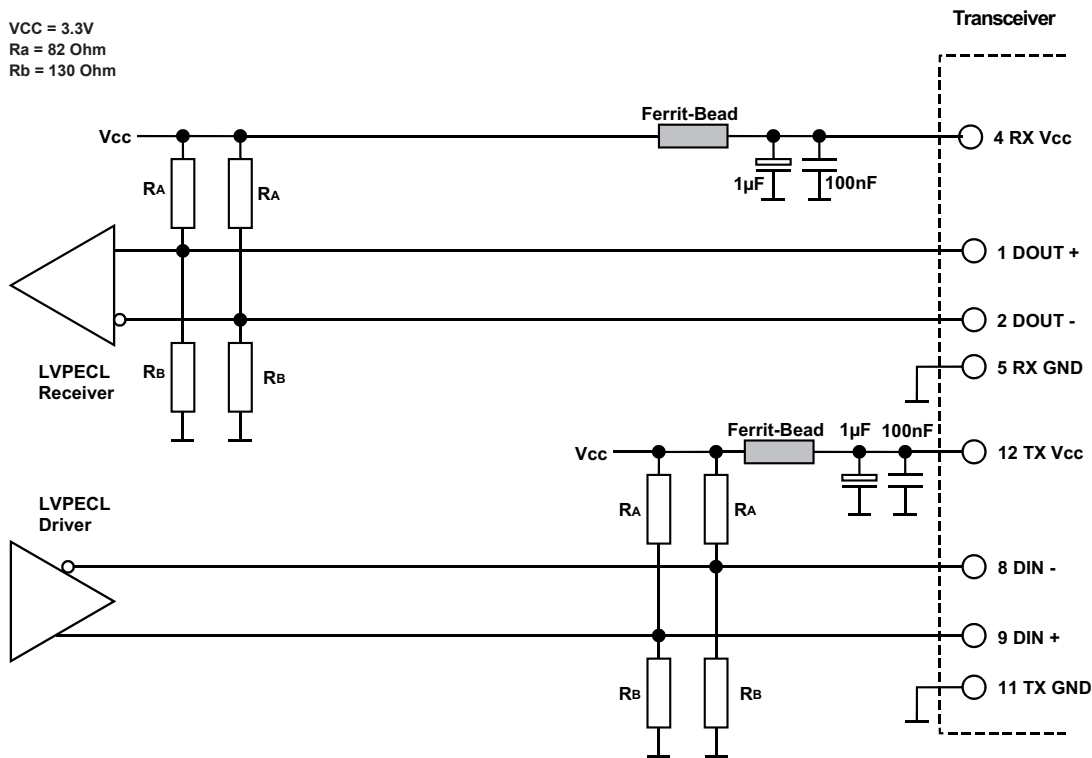 VCC = 3.3V
Ra = 82 Ohm
Rb = 130 Ohm
Transceiver
Ferrit-Bead
Vcc
4 RX Vcc
RA
RA
1µF
100nF
1 DOUT +
2 DOUT -
LVPECL
Receiver
RB
RB
5 RX GND
Ferrit-Bead
1µF
100nF
Vcc
12 TX Vcc
LVPECL
Driver
RA
RA
8 DIN -
9 DIN +
RB
RB
11 TX GND